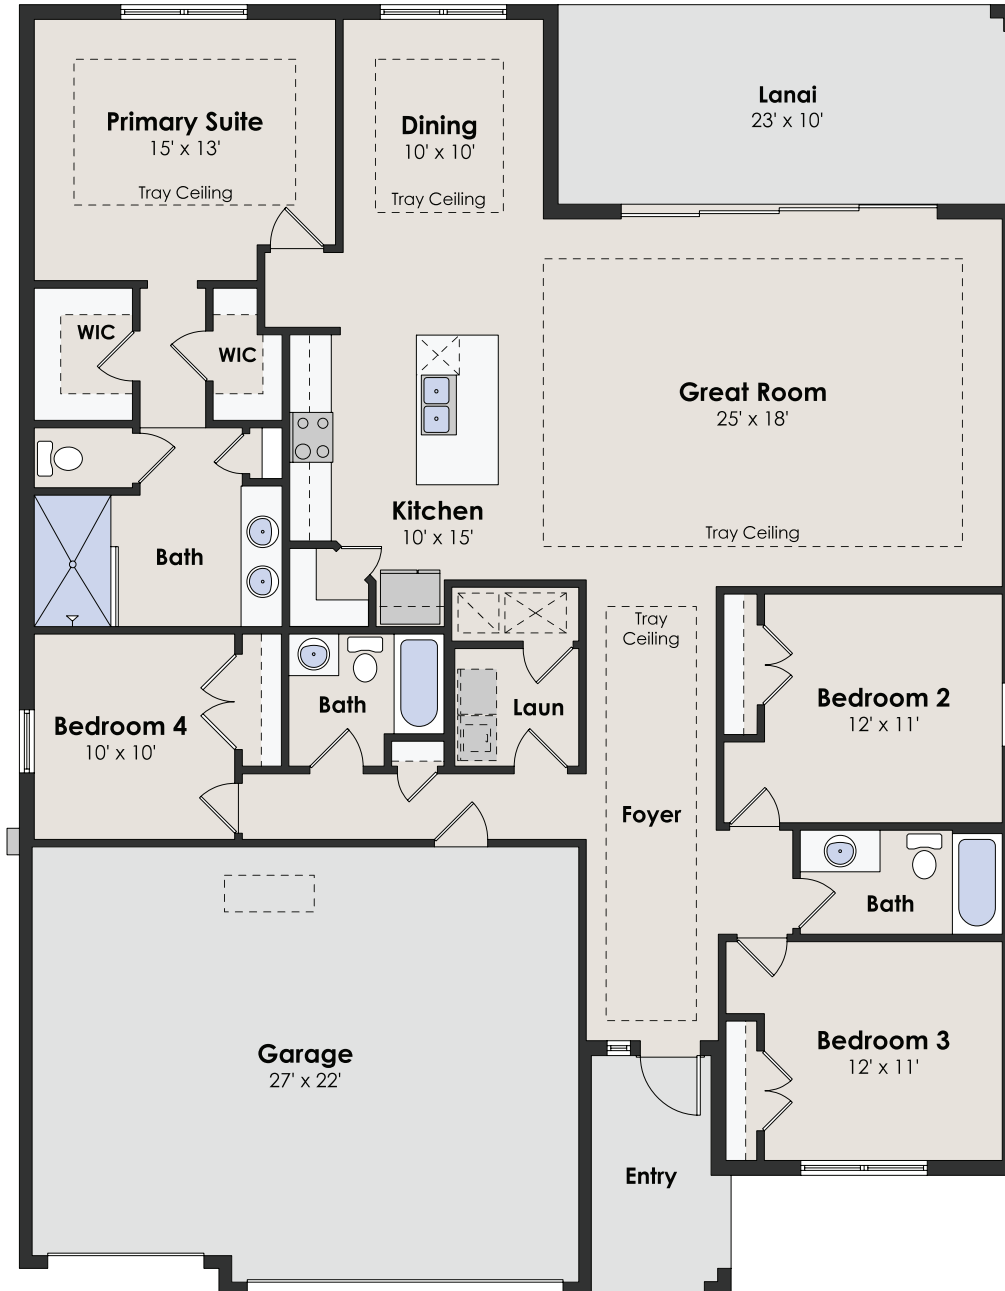 Primary Suite
15' x 13'
Tray Ceiling
Dining
10' x 10'
Tray Ceiling
Lanai
23' x 10'
WIC
WIC
Great Room
25' x 18'
Tray Ceiling
Kitchen
10' x 15'
Bath
Tray
Ceiling
Bedroom 4
10' x 10'
Bath
Laun
Bedroom 2
12' x 11'
Foyer
Bath
Garage
27' x 22'
Bedroom 3
12' x 11'
Entry